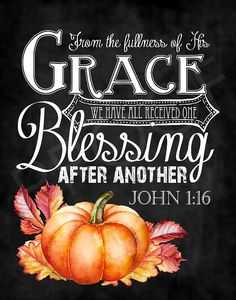 From the fullness of His
GRACE
WE HAVE ALL RECEIVED ONE
Blessing
AFTER ANOTHER
JOHN 1:16